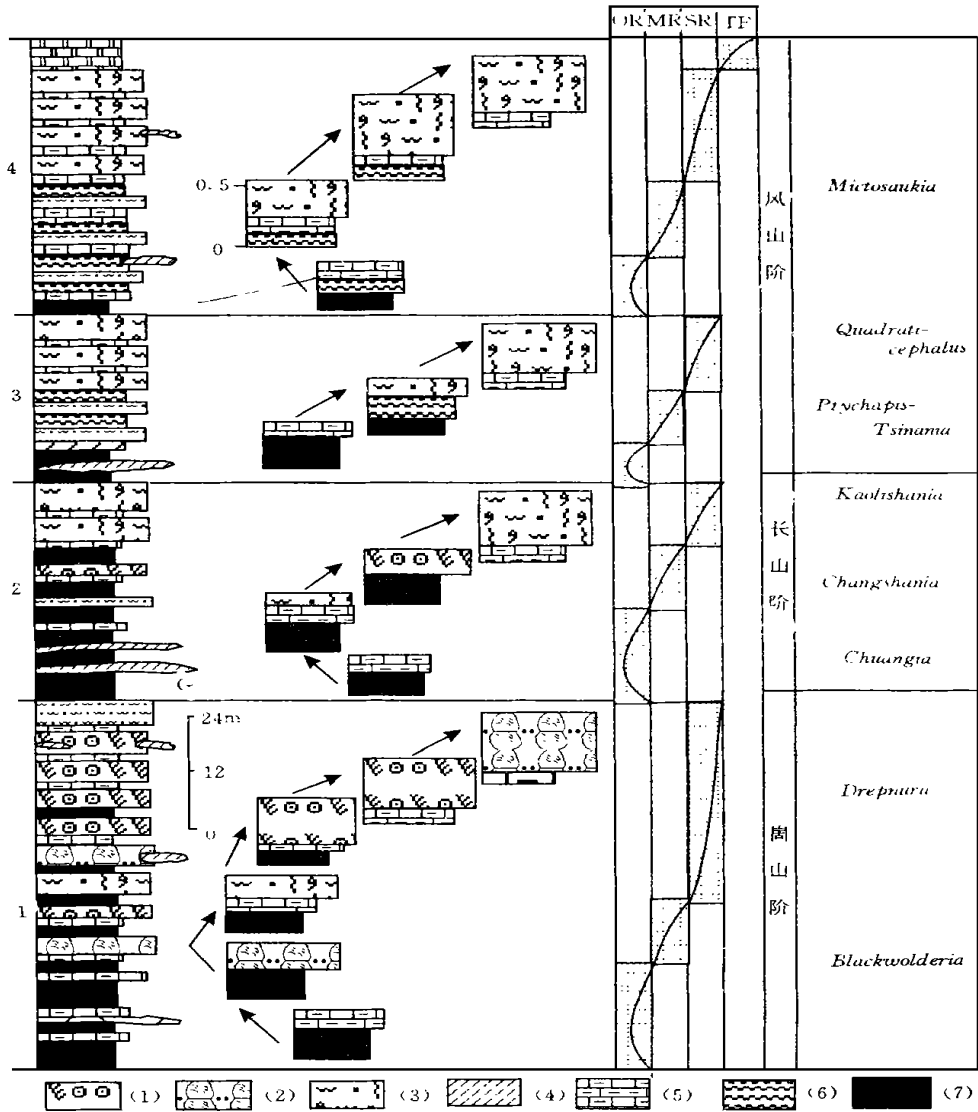 OR MR SR TF
4
3
2
1
0.5
0
G
24m
12
0
风山阶
长山阶
崮山阶
Mictosaukia
Quadrati-
cephalus
Ptychapis-
Tsinania
Kaolishania
Changshania
Chuangia
Drepnura
Blackwolderia
(1) (2) (3) (4) (5) (6) (7)